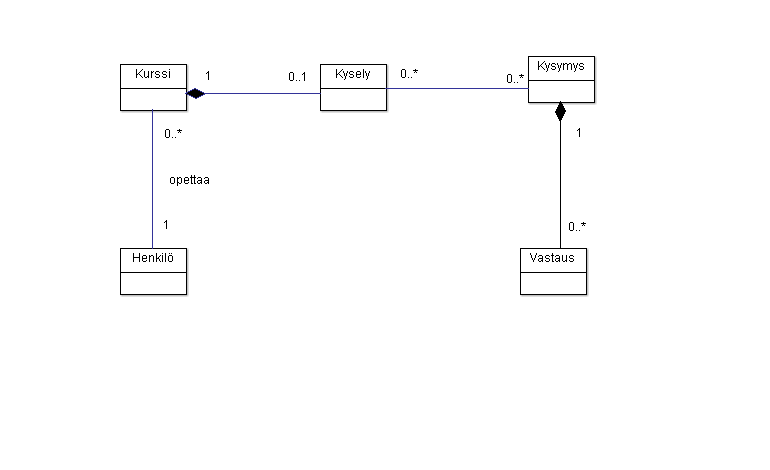 Kurssi
1
0..1
Kysely
0..*
0..*
Kysymys
0..*
1
opettaa
1
0..*
Henkilö
Vastaus